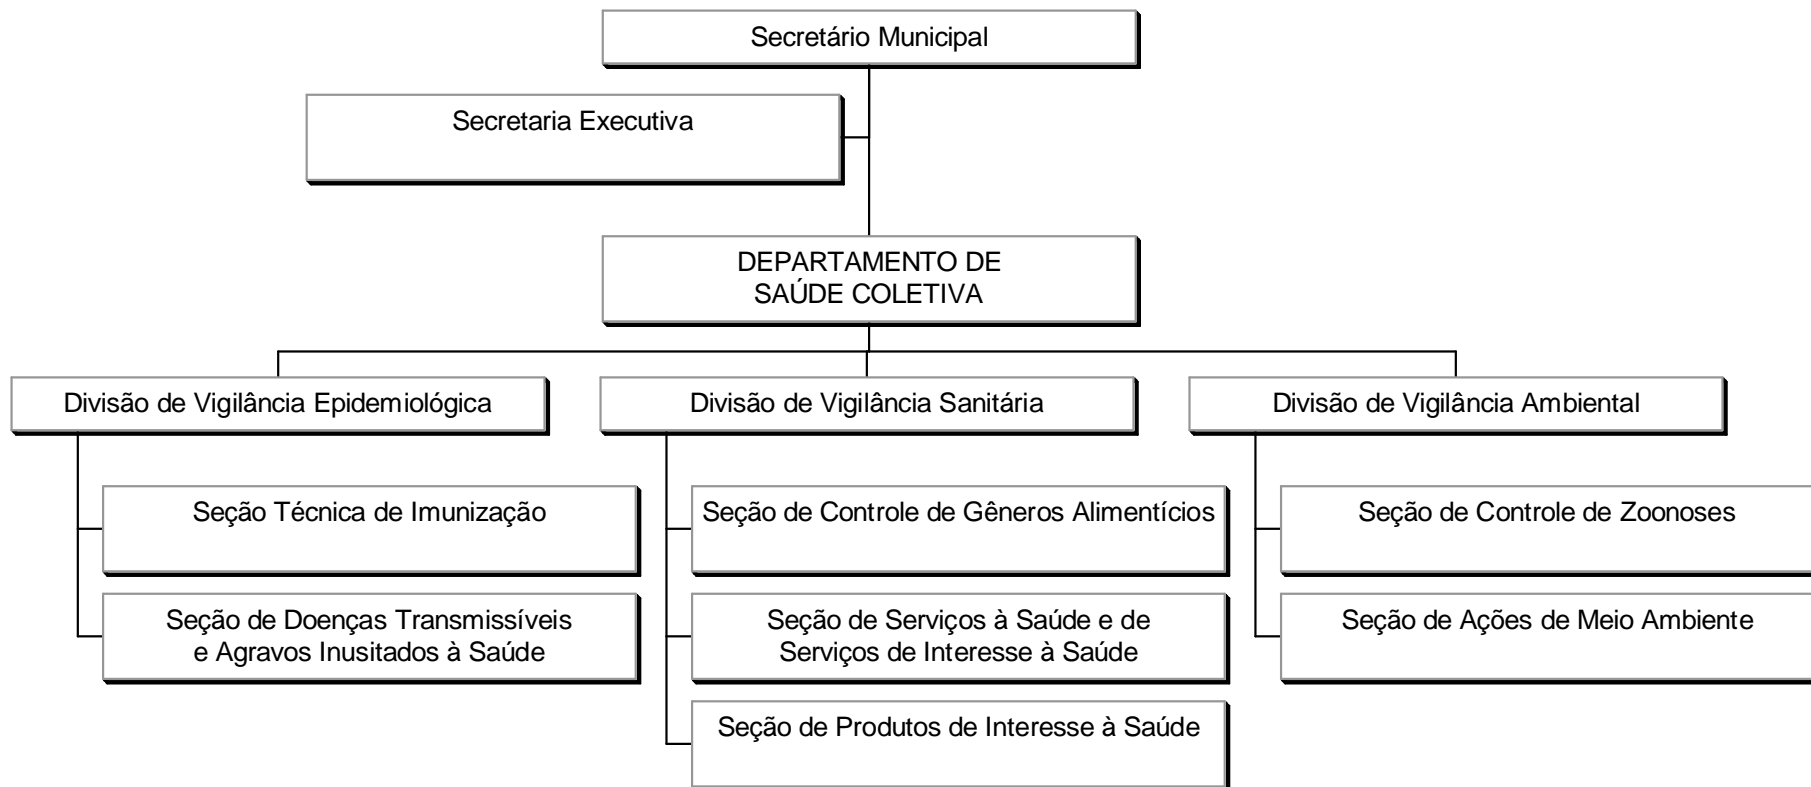 Secretário Municipal
Secretaria Executiva
DEPARTAMENTO DE
SAÚDE COLETIVA
Divisão de Vigilância Epidemiológica
Divisão de Vigilância Sanitária
Divisão de Vigilância Ambiental
Seção Técnica de Imunização
Seção de Controle de Gêneros Alimentícios
Seção de Controle de Zoonoses
Seção de Doenças Transmissíveis
e Agravos Inusitados à Saúde
Seção de Serviços à Saúde e de
Serviços de Interesse à Saúde
Seção de Ações de Meio Ambiente
Seção de Produtos de Interesse à Saúde